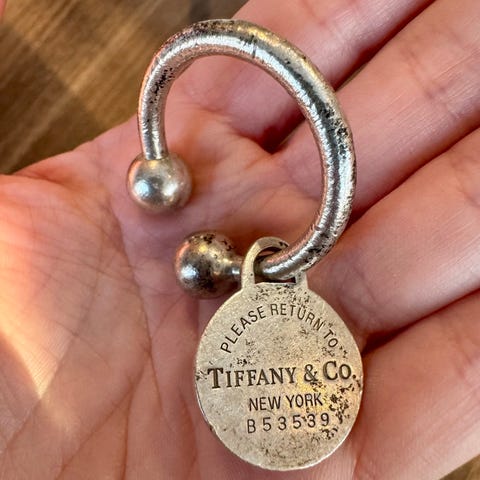 PLEASE RETURN TO
TIFFANY & CO.
NEW YORK
B53539